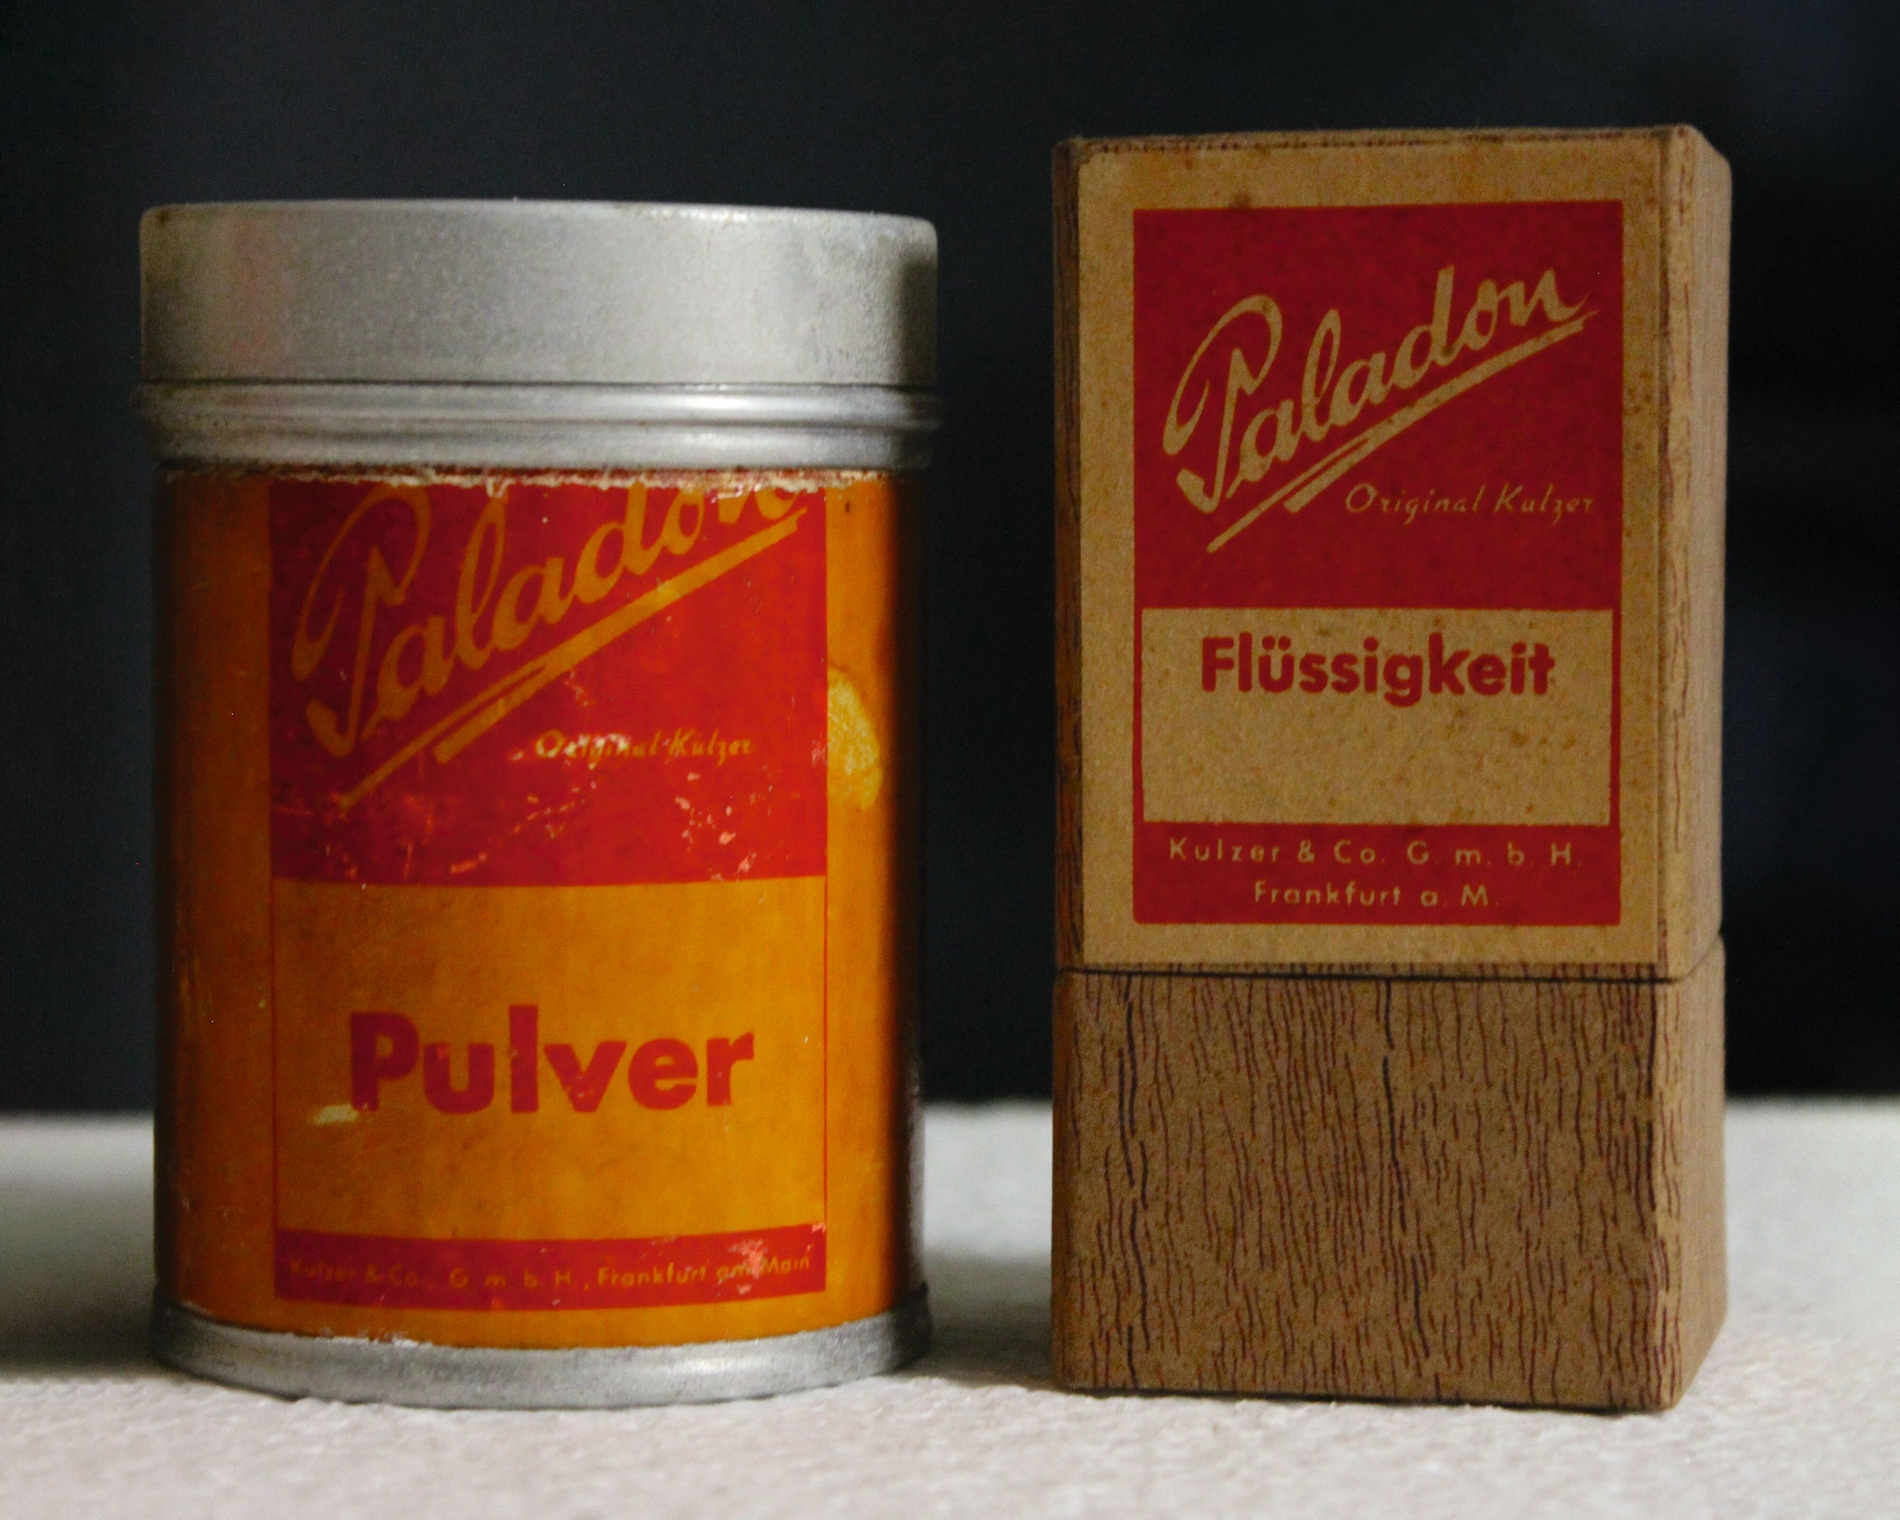 Paladon
Original Kulzer
Pulver
Kulzer & Co. G. m. b. H., Frankfurt am Main
Paladon
Original Kulzer
Flüssigkeit
Kulzer & Co. G. m. b. H.
Frankfurt a. M.